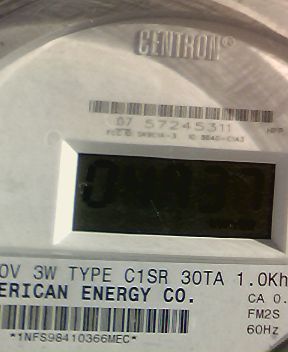 CENTRON®
07 57245311
0V 3W TYPE C1SR 30TA 1.0Kh
ERICAN ENERGY CO.
CA 0.
FM2S
60Hz
*1NFS98410366MEC*